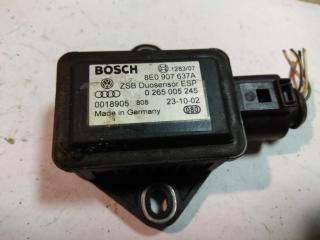 BOSCH 1283/07
8E0 907 637A
ZSB Duosensor ESP
0 265 005 245
0018905 808 23-10-02
Made in Germany 080